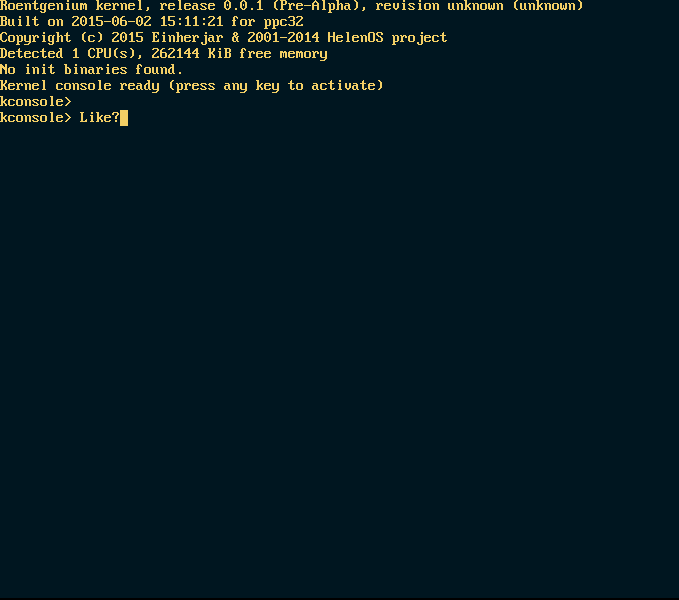 Roentgenium kernel, release 0.0.1 (Pre-Alpha), revision unknown (unknown)
Built on 2015-06-02 15:11:21 for ppc32
Copyright (c) 2015 Einherjar & 2001-2014 HelenOS project
Detected 1 CPU(s), 262144 KiB free memory
No init binaries found.
Kernel console ready (press any key to activate)
kconsole>
kconsole> Like?